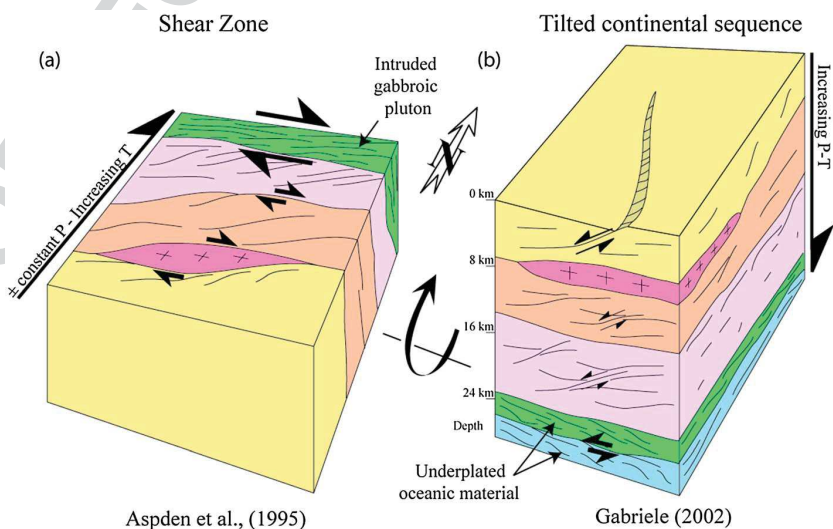 Shear Zone
Tilted continental sequence
(a)
Intruded
gabbroic
pluton
(b)
± constant P - Increasing T
N
Increasing P-T
0 km
8 km
16 km
24 km
Depth
Underplated
oceanic material
Aspden et al., (1995)
Gabriele (2002)